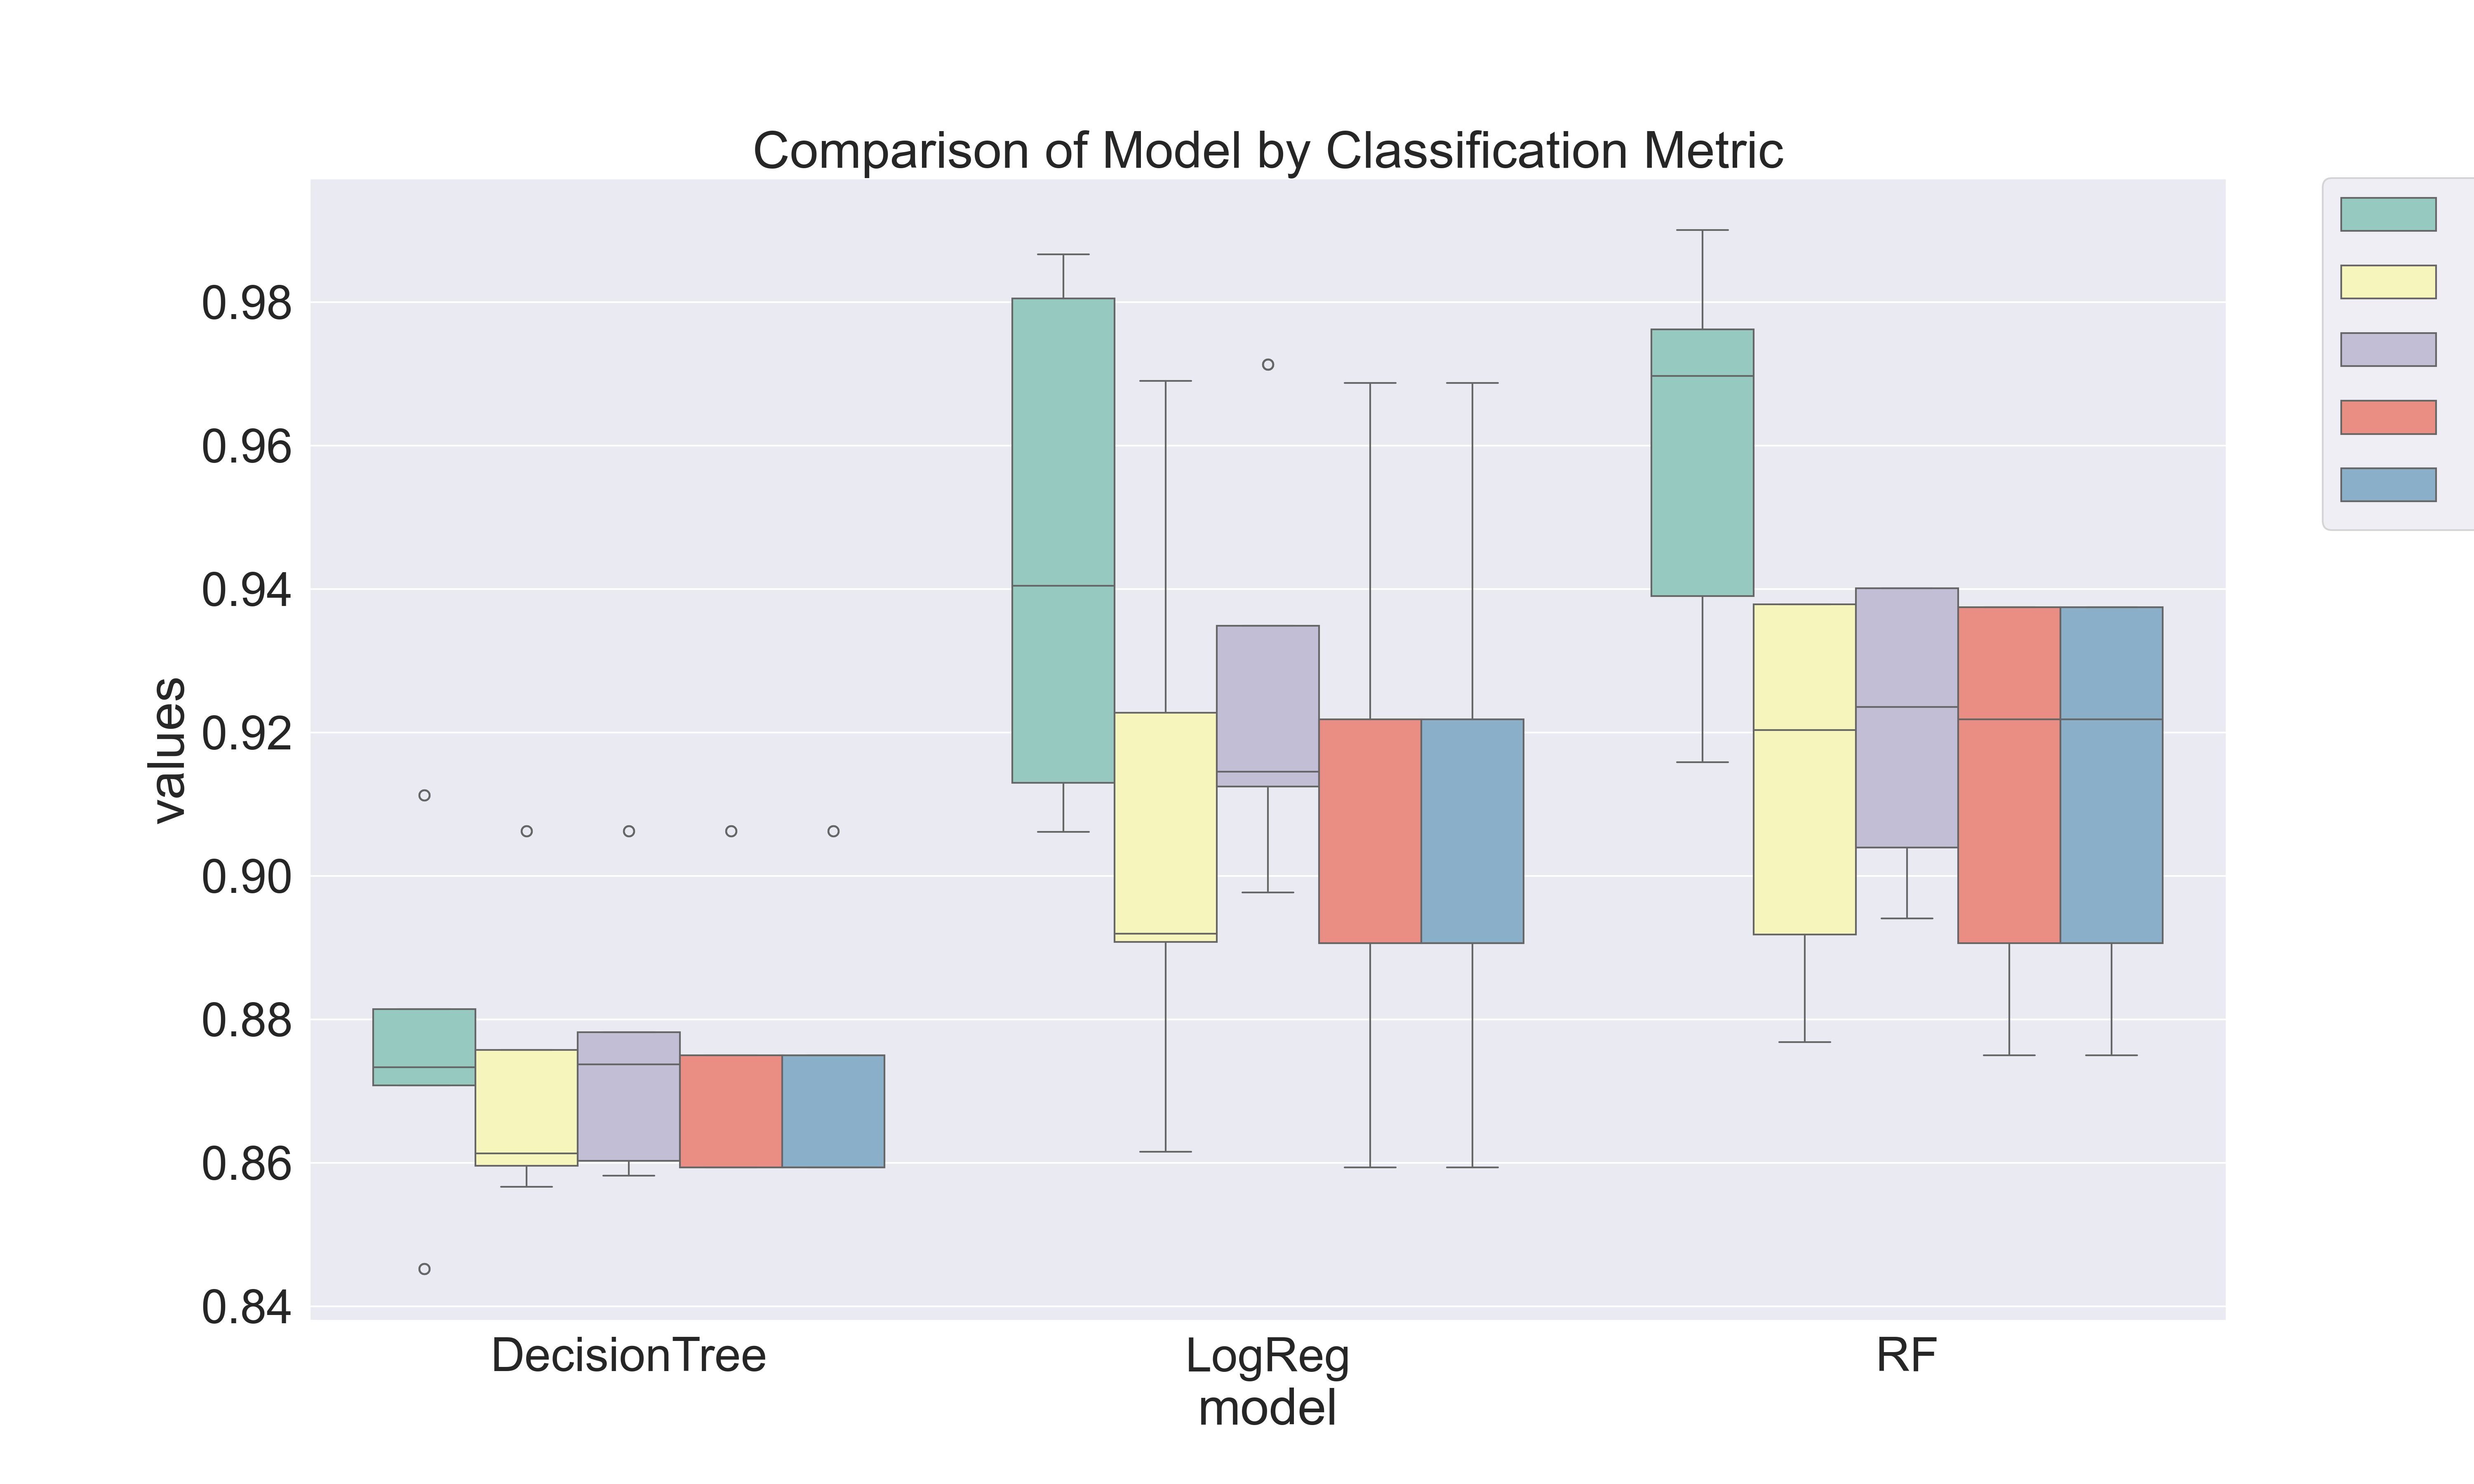 Comparison of Model by Classification Metric
values
0.98
0.96
0.94
0.92
0.90
0.88
0.86
0.84
DecisionTree
LogReg
RF
model